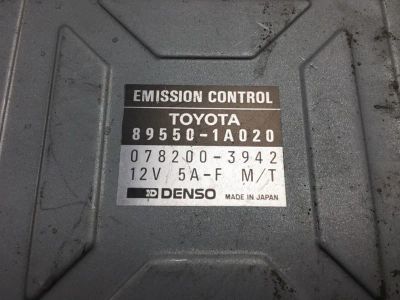 EMISSION CONTROL
TOYOTA
89550-1A020
078200-3942
12V 5A-F M/T
DENSO MADE IN JAPAN